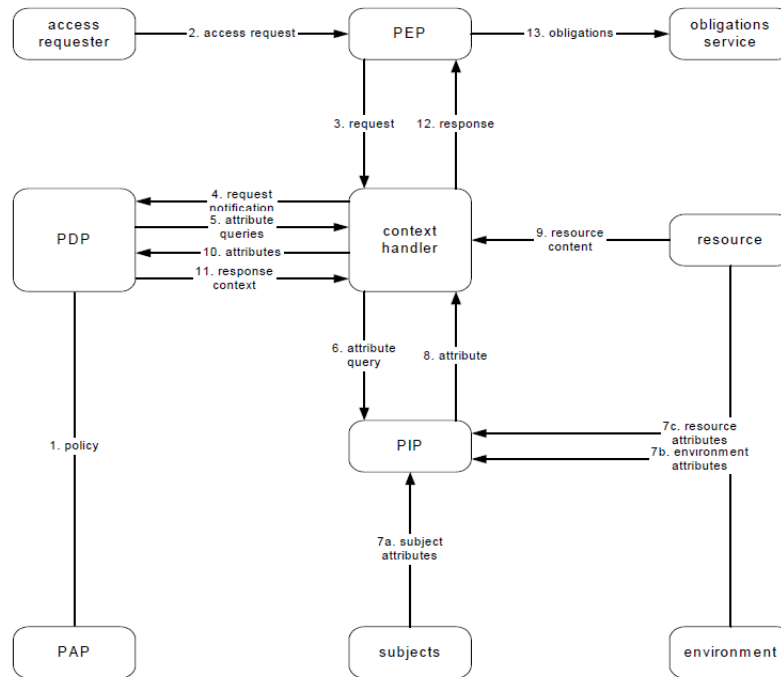 access
requester
2. access request
PEP
13. obligations
obligations
service
3. request
12. response
4. request
notification
5. attribute
queries
10. attributes
11. response
context
PDP
context
handler
9. resource
content
resource
6. attribute
query
8. attribute
1. policy
PIP
7c. resource
attributes
7b. environment
attributes
7a. subject
attributes
PAP
subjects
environment